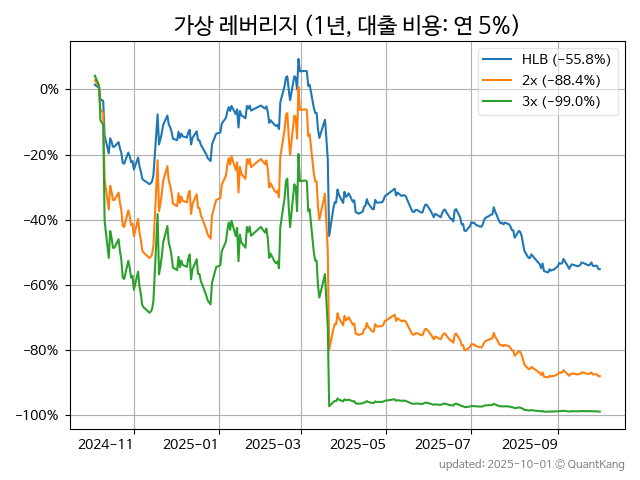 가상 레버리지 (1년, 대출 비용: 연 5%)
HLB (−55.8%)
2x (−88.4%)
3x (−99.0%)
0%
−20%
−40%
−60%
−80%
−100%
2024-11 2025-01 2025-03 2025-05 2025-07 2025-09
updated: 2025-10-01 © QuantKang